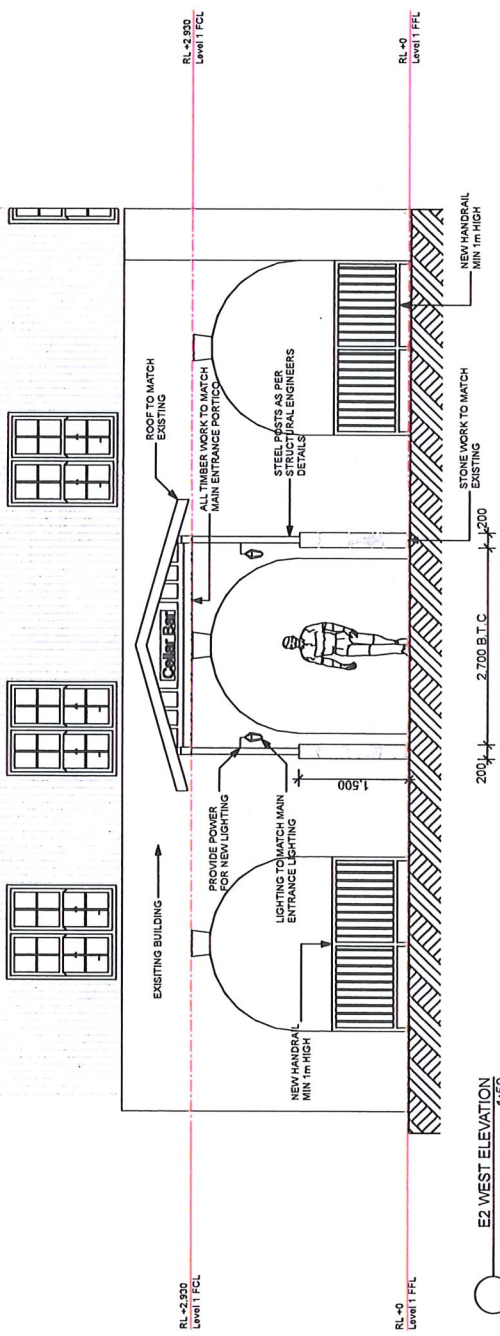 RL +2.930
Level 1 FCL
RL +2.930
Level 1 FCL
ROOF TO MATCH
EXISTING
ALL TIMBER WORK TO MATCH
MAIN ENTRANCE PORTICO
EXISITING BUILDING
Cellar Bar
PROVIDE POWER
FOR NEW LIGHTING
LIGHTING TO MATCH MAIN
ENTRANCE LIGHTING
STEEL POSTS AS PER
STRUCTURAL ENGINEERS
DETAILS
NEW HANDRAIL
MIN 1m HIGH
1,500
RL +0
Level 1 FFL
RL +0
Level 1 FFL
NEW HANDRAIL
MIN 1m HIGH
STONE WORK TO MATCH
EXISTING
200
2,700 B.T.C
200
E2 WEST ELEVATION
1:50